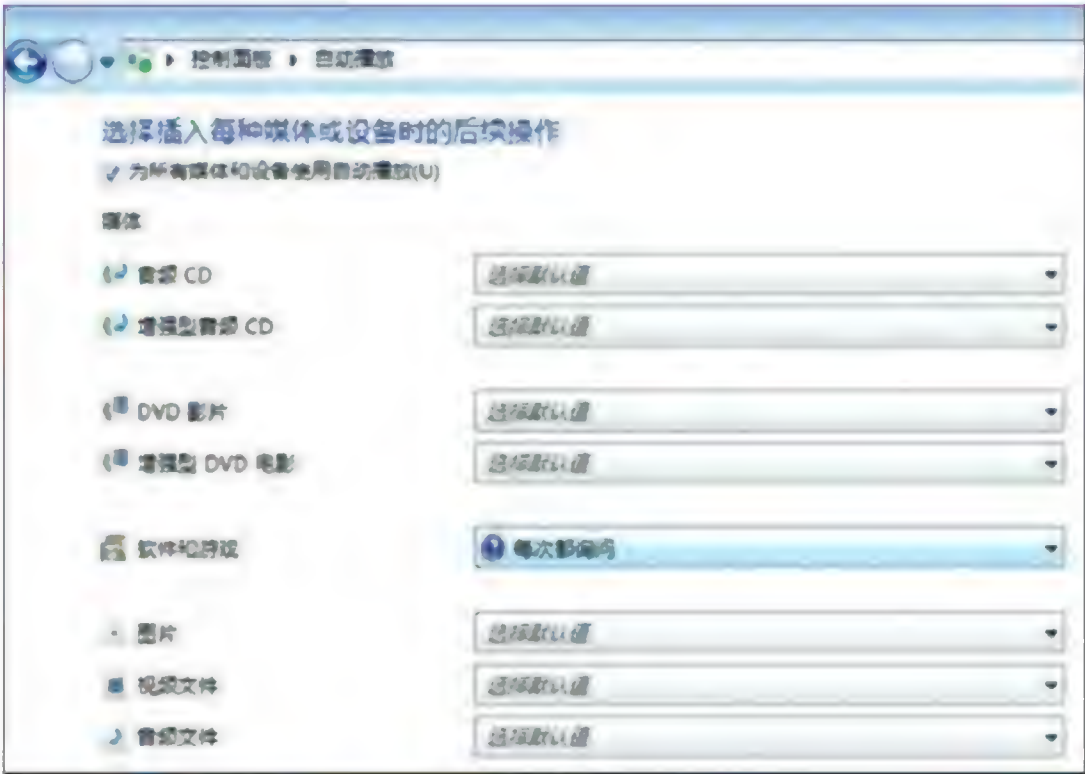 控制面板 自动播放
选择插入每种媒体或设备时的后续操作
为所有媒体和设备使用自动播放(U)
媒体
音频 CD 选择默认值
增强型音频 CD 选择默认值
DVD 影片 选择默认值
增强型 DVD 电影 选择默认值
软件和游戏 每次都询问
图片 选择默认值
视频文件 选择默认值
音频文件 选择默认值